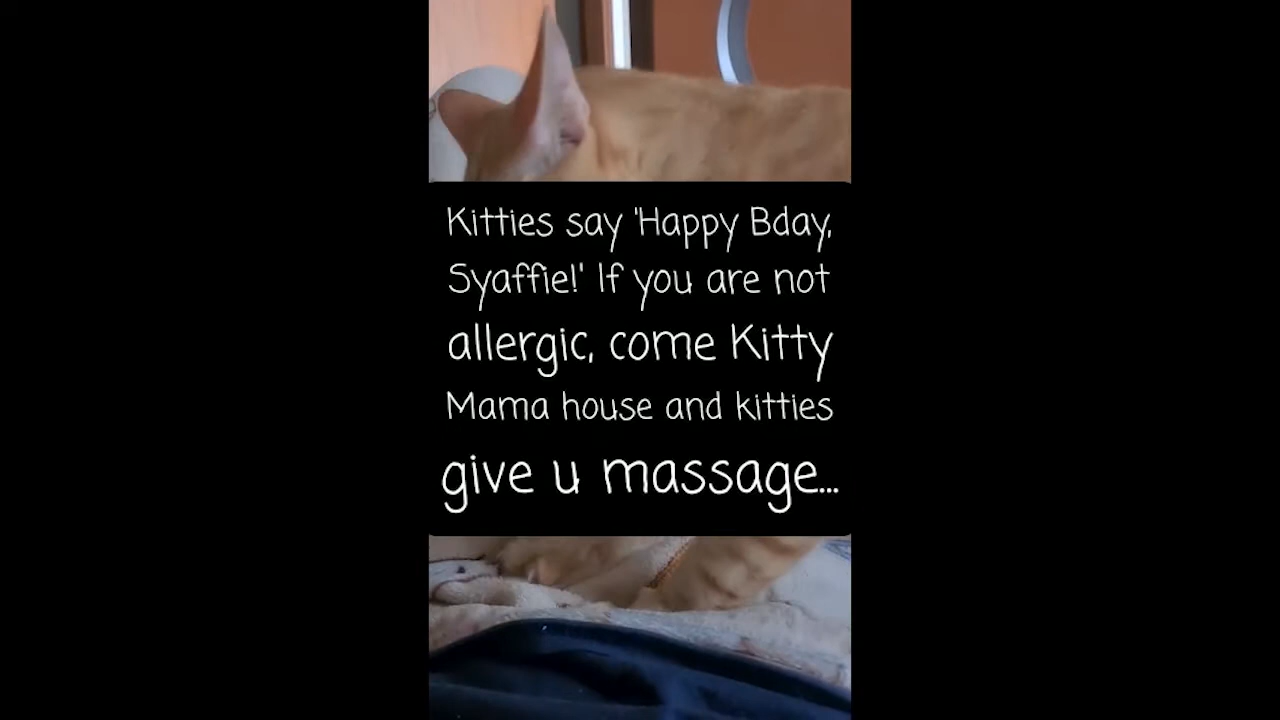 Kitties say 'Happy Bday,
Syaffie!' If you are not
allergic, come Kitty
Mama house and kitties
give u massage...